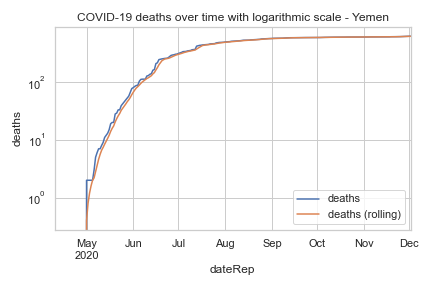 COVID-19 deaths over time with logarithmic scale - Yemen
deaths
10²
10¹
10⁰
deaths
deaths (rolling)
May Jun Jul Aug Sep Oct Nov Dec
2020
dateRep